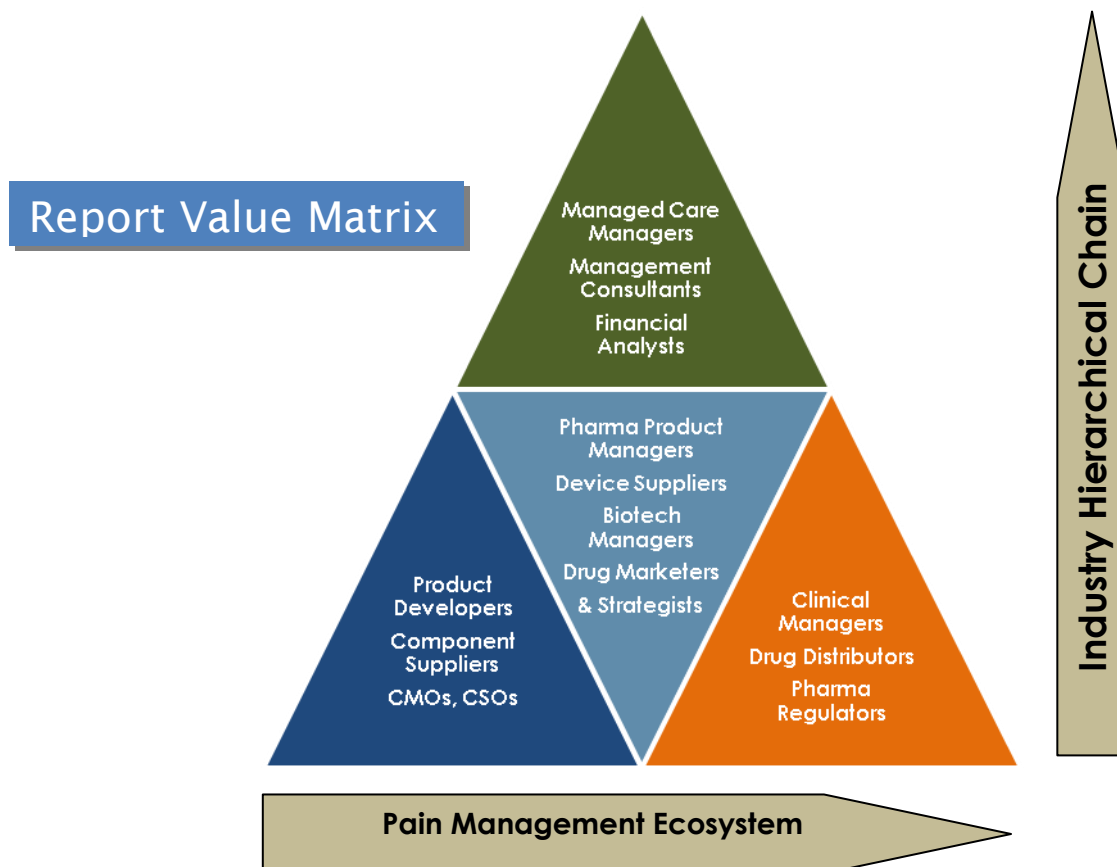 Report Value Matrix
Managed Care
Managers
Management
Consultants
Financial
Analysts
Pharma Product
Managers
Device Suppliers
Biotech
Managers
Drug Marketers
& Strategists
Product
Developers
Component
Suppliers
CMOs, CSOs
Clinical
Managers
Drug Distributors
Pharma
Regulators
Industry Hierarchical Chain
Pain Management Ecosystem